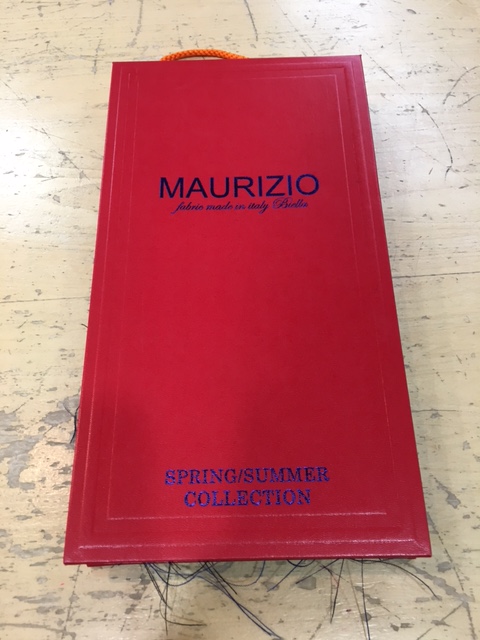 MAURIZIO
fabric made in italy Biella
SPRING/SUMMER
COLLECTION